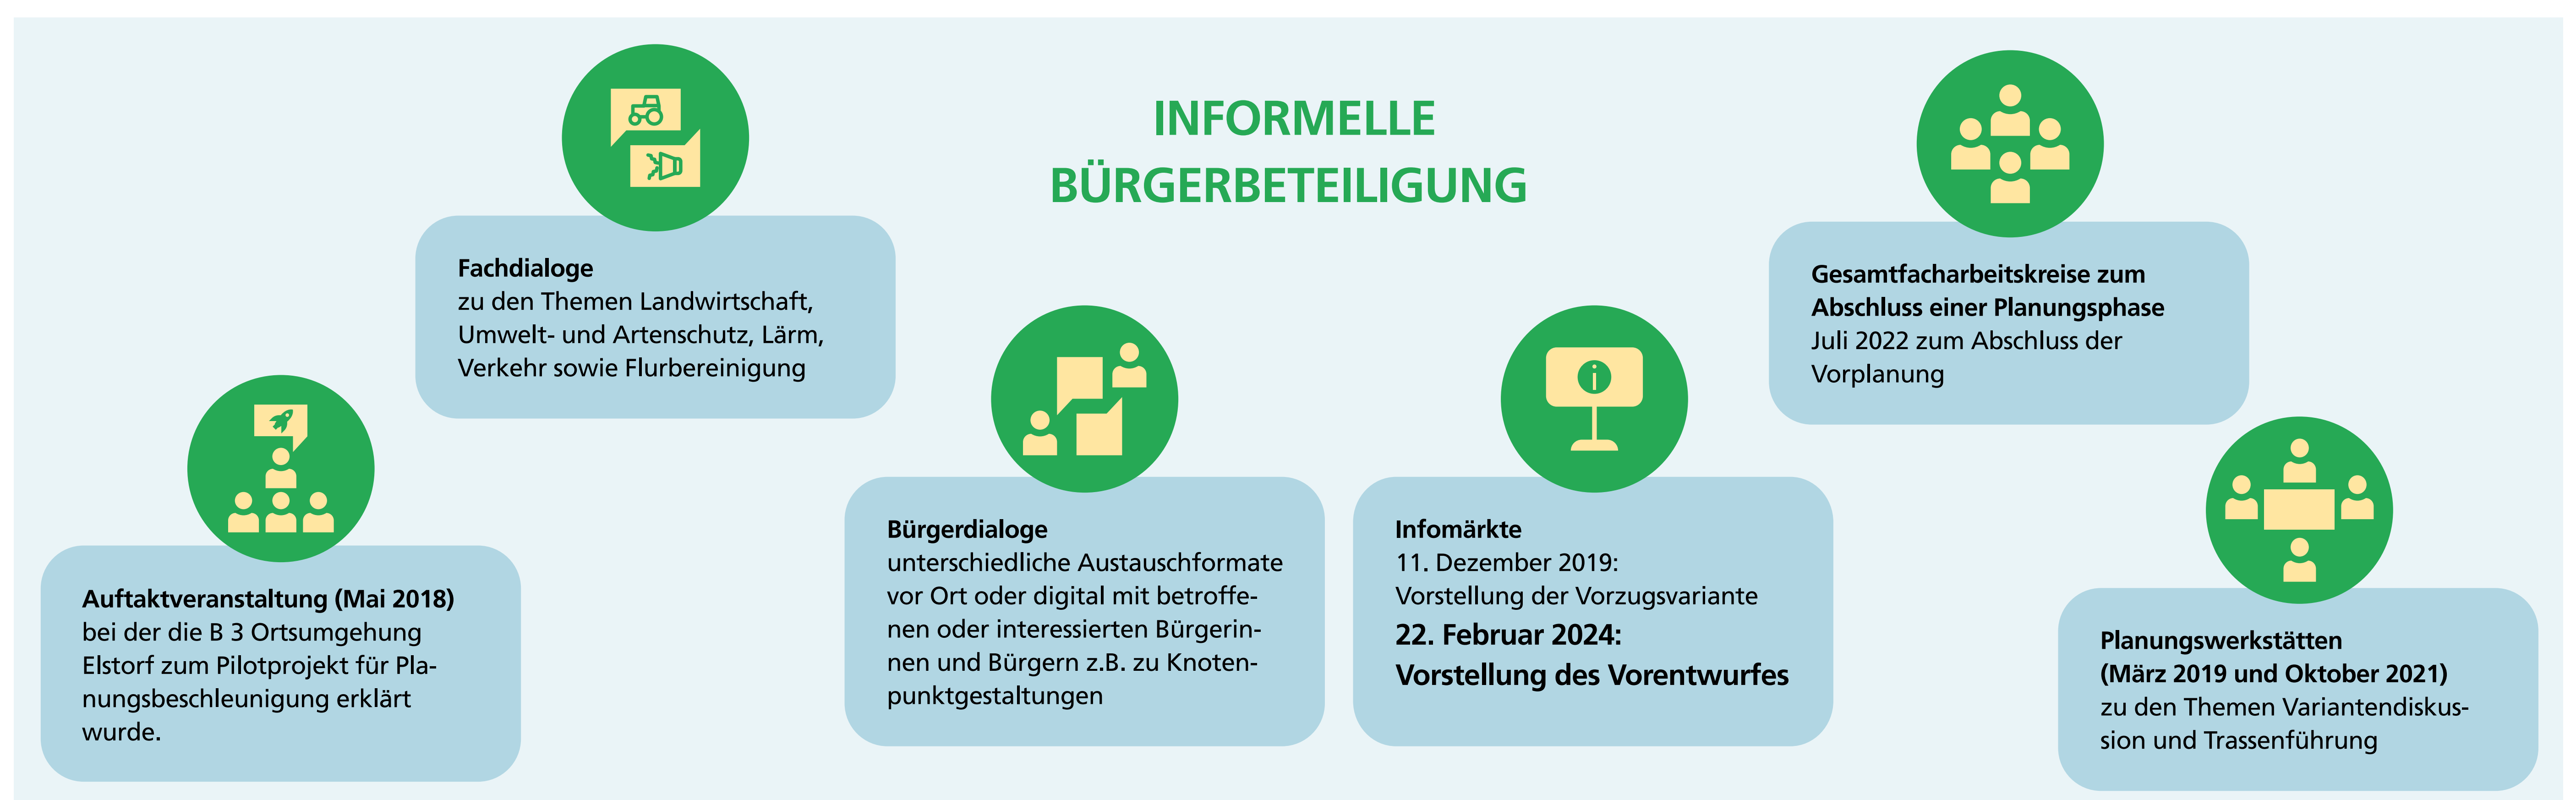 INFORMELLE
BÜRGERBETEILIGUNG
Auftaktveranstaltung (Mai 2018)
bei der die B 3 Ortsumgehung
Elstorf zum Pilotprojekt für Pla-
nungsbeschleunigung erklärt
wurde.
Fachdialoge
zu den Themen Landwirtschaft,
Umwelt- und Artenschutz, Lärm,
Verkehr sowie Flurbereinigung
Bürgerdialoge
unterschiedliche Austauschformate
vor Ort oder digital mit betroffe-
nen oder interessierten Bürgerin-
nen und Bürgern z.B. zu Knoten-
punktgestaltungen
i
Infomärkte
11. Dezember 2019:
Vorstellung der Vorzugsvariante
22. Februar 2024:
Vorstellung des Vorentwurfes
Gesamtfacharbeitskreise zum
Abschluss einer Planungsphase
Juli 2022 zum Abschluss der
Vorplanung
Planungswerkstätten
(März 2019 und Oktober 2021)
zu den Themen Variantendiskus-
sion und Trassenführung